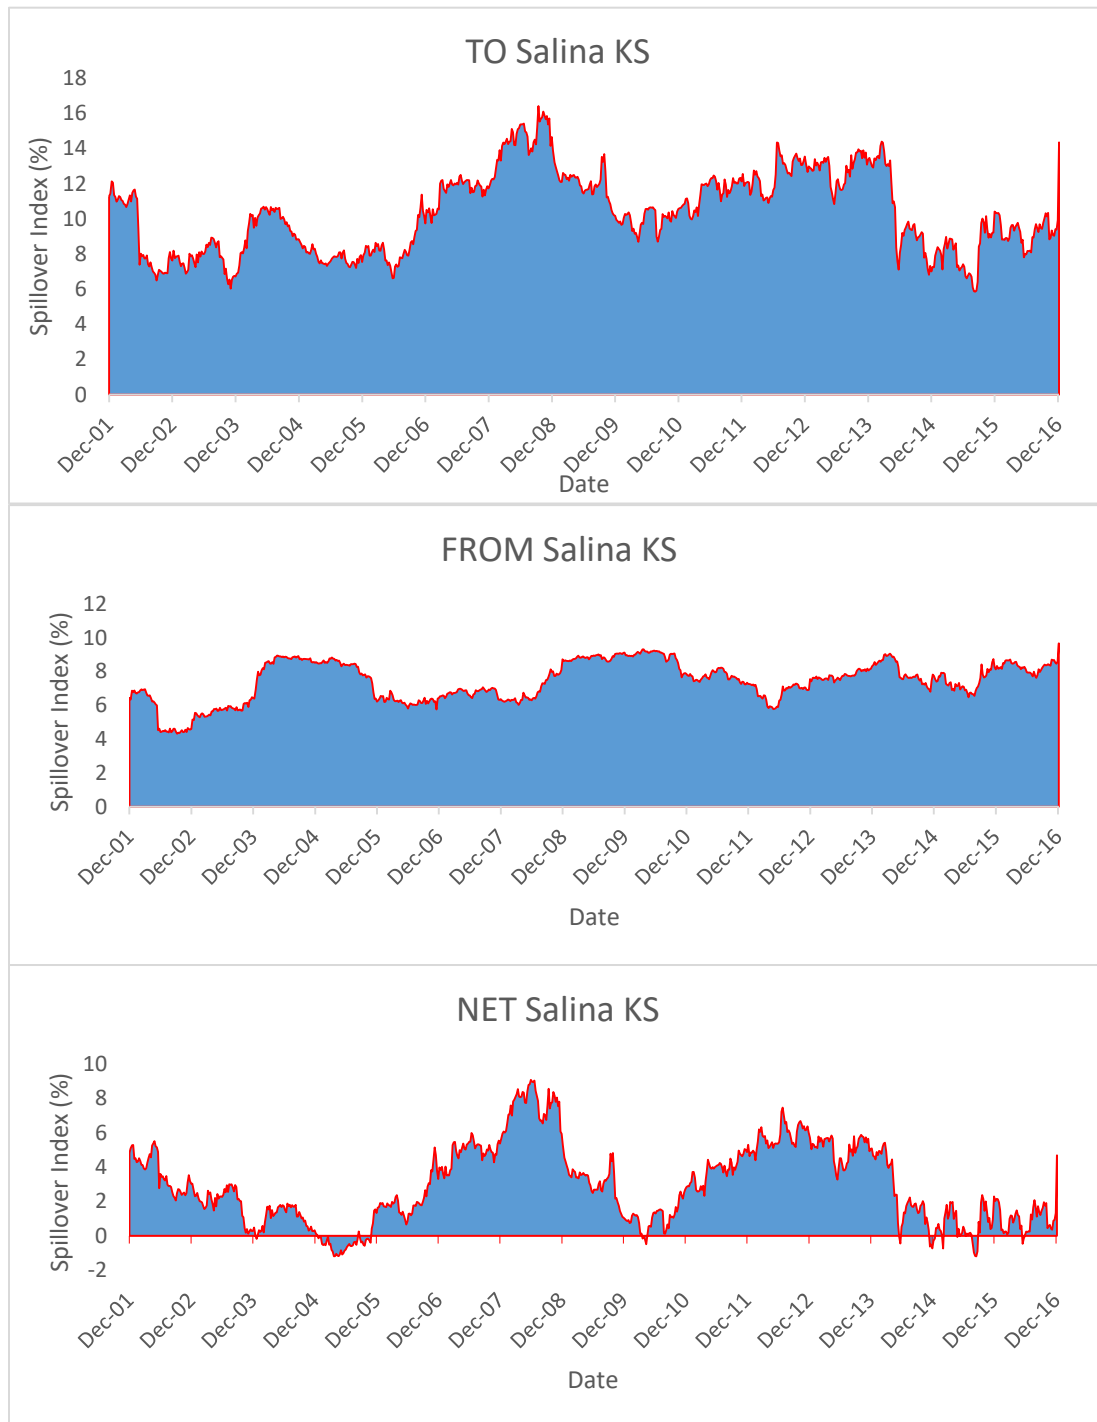 TO Salina KS
Spillover Index (%)
18
16
14
12
10
8
6
4
2
0
Dec-01 Dec-02 Dec-03 Dec-04 Dec-05 Dec-06 Dec-07 Dec-08 Dec-09 Dec-10 Dec-11 Dec-12 Dec-13 Dec-14 Dec-15 Dec-16
Date
FROM Salina KS
Spillover Index (%)
12
10
8
6
4
2
0
Dec-01 Dec-02 Dec-03 Dec-04 Dec-05 Dec-06 Dec-07 Dec-08 Dec-09 Dec-10 Dec-11 Dec-12 Dec-13 Dec-14 Dec-15 Dec-16
Date
NET Salina KS
Spillover Index (%)
10
8
6
4
2
0
-2
Dec-01 Dec-02 Dec-03 Dec-04 Dec-05 Dec-06 Dec-07 Dec-08 Dec-09 Dec-10 Dec-11 Dec-12 Dec-13 Dec-14 Dec-15 Dec-16
Date